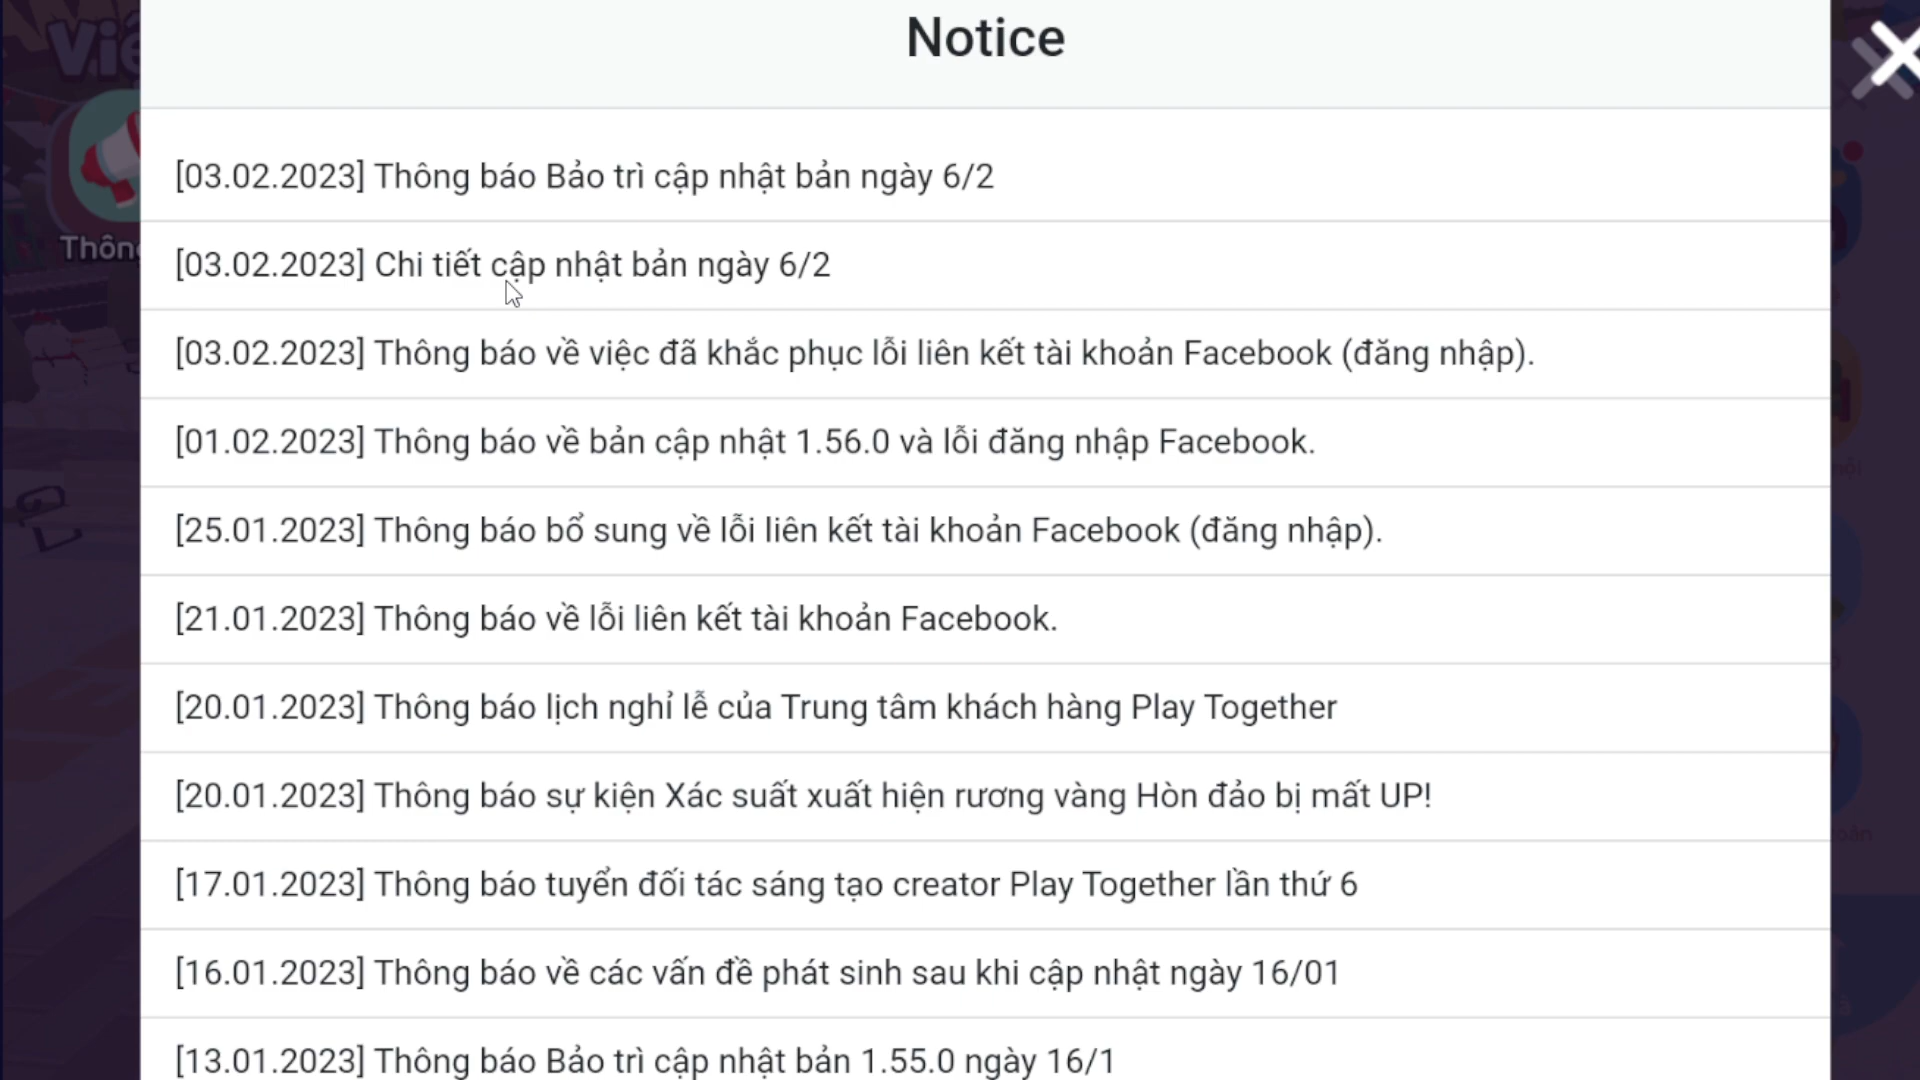 Notice
[03.02.2023] Thông báo Bảo trì cập nhật bản ngày 6/2
[03.02.2023] Chi tiết cập nhật bản ngày 6/2
[03.02.2023] Thông báo về việc đã khắc phục lỗi liên kết tài khoản Facebook (đăng nhập).
[01.02.2023] Thông báo về bản cập nhật 1.56.0 và lỗi đăng nhập Facebook.
[25.01.2023] Thông báo bổ sung về lỗi liên kết tài khoản Facebook (đăng nhập).
[21.01.2023] Thông báo về lỗi liên kết tài khoản Facebook.
[20.01.2023] Thông báo lịch nghỉ lễ của Trung tâm khách hàng Play Together
[20.01.2023] Thông báo sự kiện Xác suất xuất hiện rương vàng Hòn đảo bị mất UP!
[17.01.2023] Thông báo tuyển đối tác sáng tạo creator Play Together lần thứ 6
[16.01.2023] Thông báo về các vấn đề phát sinh sau khi cập nhật ngày 16/01
[13.01.2023] Thông báo Bảo trì cập nhật bản 1.55.0 ngày 16/1